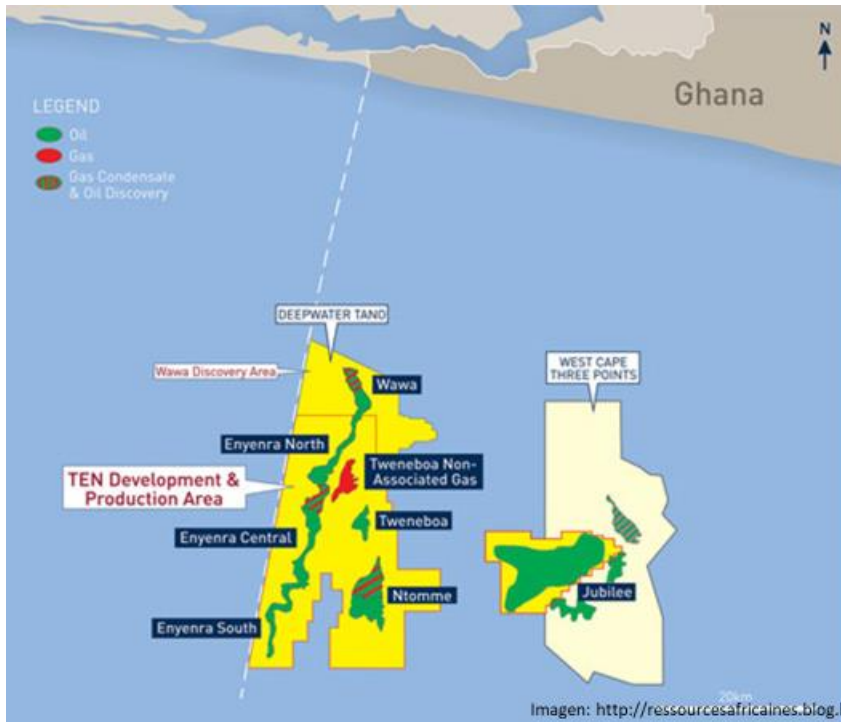 N
Ghana
LEGEND
Oil
Gas
Gas Condensate
& Oil Discovery
DEEPWATER TANO
Wawa Discovery Area
Wawa
WEST CAPE
THREE POINTS
Enyenra North
Tweneboa Non-
Associated Gas
TEN Development &
Production Area
Tweneboa
Enyenra Central
Ntomme
Jubilee
Enyenra South
20km
Imagen: http://ressourcesafricaines.blog.